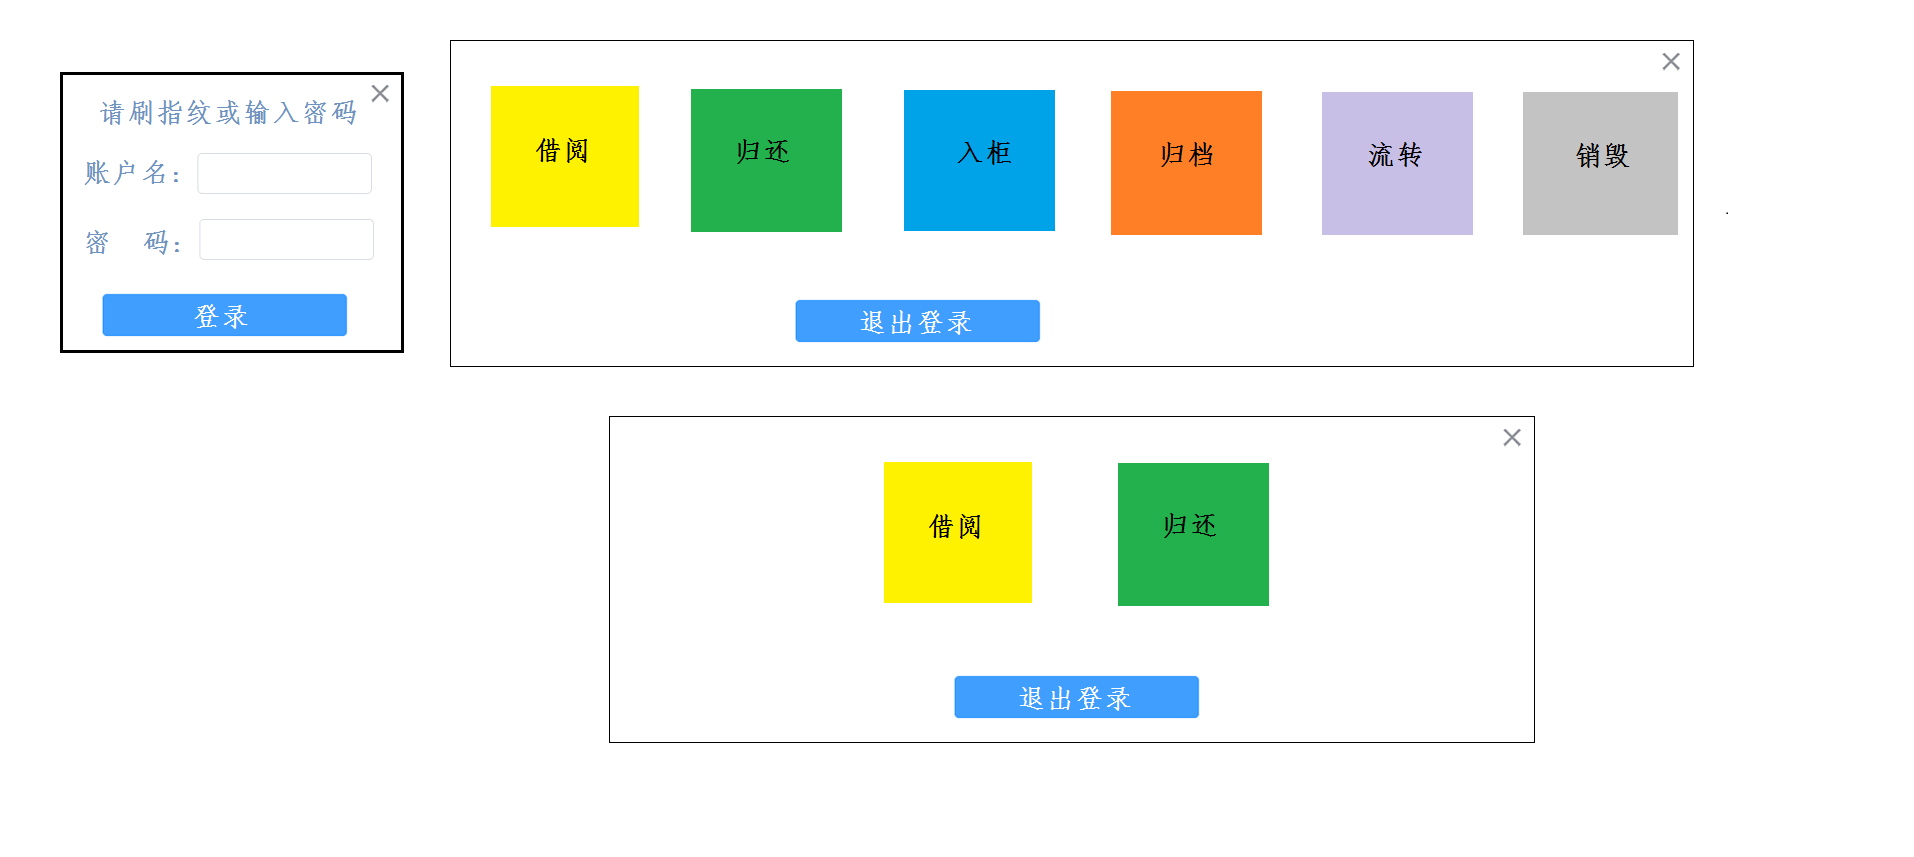 请刷指纹或输入密码
账户名：
密 码：
登录
借阅 归还 入柜 归档 流转 销毁
退出登录
借阅 归还
退出登录